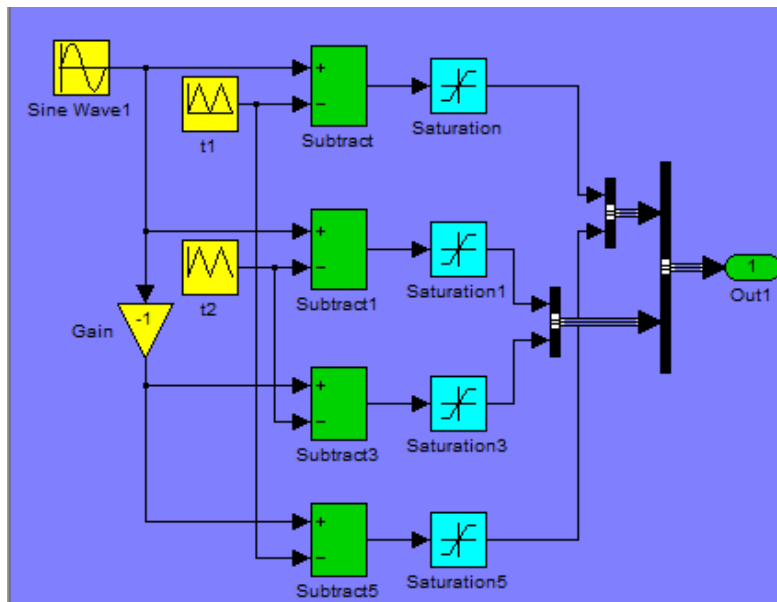 Sine Wave1
t1
+
−
Subtract
Saturation
t2
+
−
Subtract1
Saturation1
1
Out1
-1
Gain
+
−
Subtract3
Saturation3
+
−
Subtract5
Saturation5